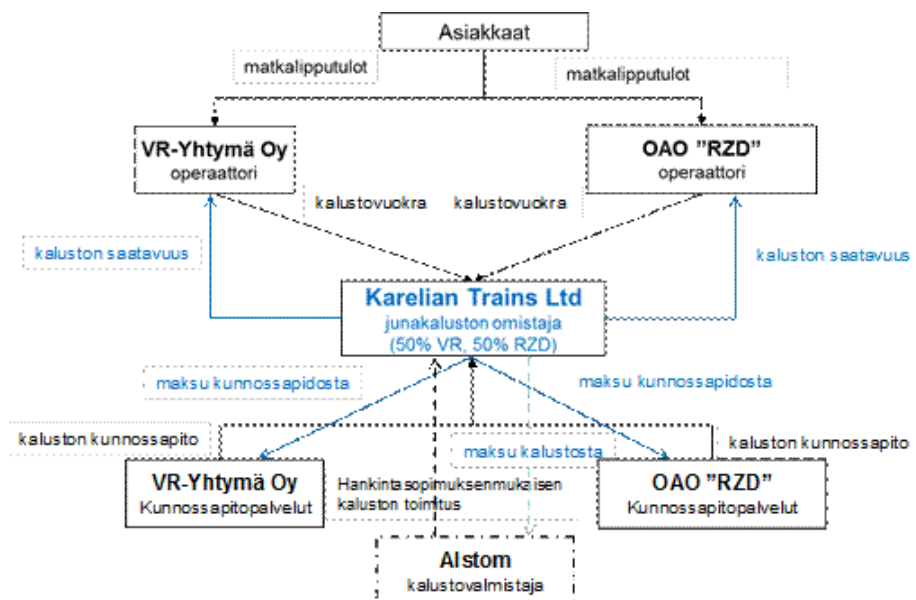 Asiakkaat
matkalipputulot
matkalipputulot
VR-Yhtymä Oy
operaattori
OAO ”RZD”
operaattori
kalustovuokra
kalustovuokra
kaluston saatavuus
kaluston saatavuus
Karelian Trains Ltd
junakaluston omistaja
(50% VR, 50% RZD)
maksu kunnossapidosta
maksu kunnossapidosta
kaluston kunnossapito
maksu kalustosta
kaluston kunnossapito
VR-Yhtymä Oy
Kunnossapitopalvelut
Hankintasopimuksenmukaisen
kaluston toimitus
OAO ”RZD”
Kunnossapitopalvelut
Alstom
kalustovalmistaja